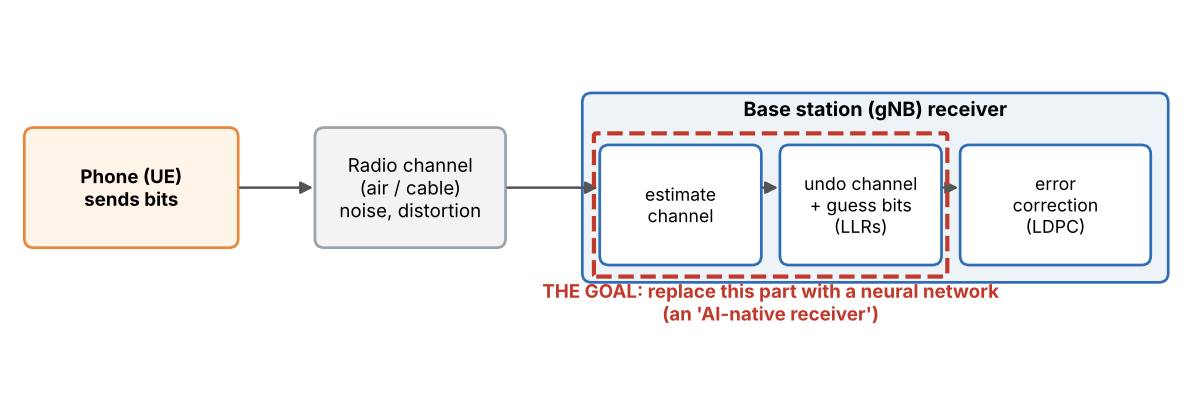 Phone (UE)
sends bits
Radio channel
(air / cable)
noise, distortion
Base station (gNB) receiver
estimate
channel
undo channel
+ guess bits
(LLRs)
error
correction
(LDPC)
THE GOAL: replace this part with a neural network
(an 'AI-native receiver')